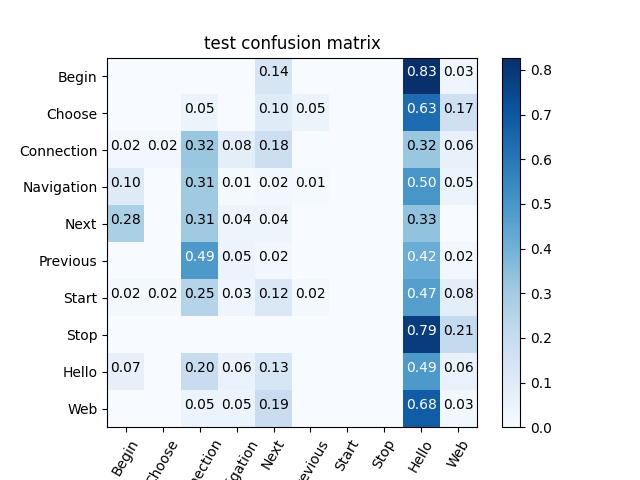 test confusion matrix
Begin 0.14 0.83 0.03
Choose 0.05 0.10 0.05 0.63 0.17
Connection 0.02 0.02 0.32 0.08 0.18 0.32 0.06
Navigation 0.10 0.31 0.01 0.02 0.01 0.50 0.05
Next 0.28 0.31 0.04 0.04 0.33
Previous 0.49 0.05 0.02 0.42 0.02
Start 0.02 0.02 0.25 0.03 0.12 0.02 0.47 0.08
Stop 0.79 0.21
Hello 0.07 0.20 0.06 0.13 0.49 0.06
Web 0.05 0.05 0.19 0.68 0.03
Begin hoose ection igation Next evious Start Stop Hello Web
0.8
0.7
0.6
0.5
0.4
0.3
0.2
0.1
0.0